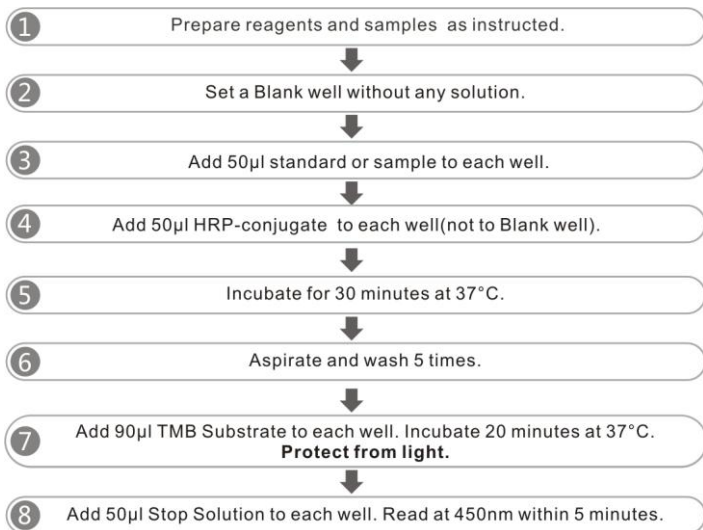 1 Prepare reagents and samples as instructed.
2 Set a Blank well without any solution.
3 Add 50µl standard or sample to each well.
4 Add 50µl HRP-conjugate to each well(not to Blank well).
5 Incubate for 30 minutes at 37°C.
6 Aspirate and wash 5 times.
7 Add 90µl TMB Substrate to each well. Incubate 20 minutes at 37°C.
Protect from light.
8 Add 50µl Stop Solution to each well. Read at 450nm within 5 minutes.